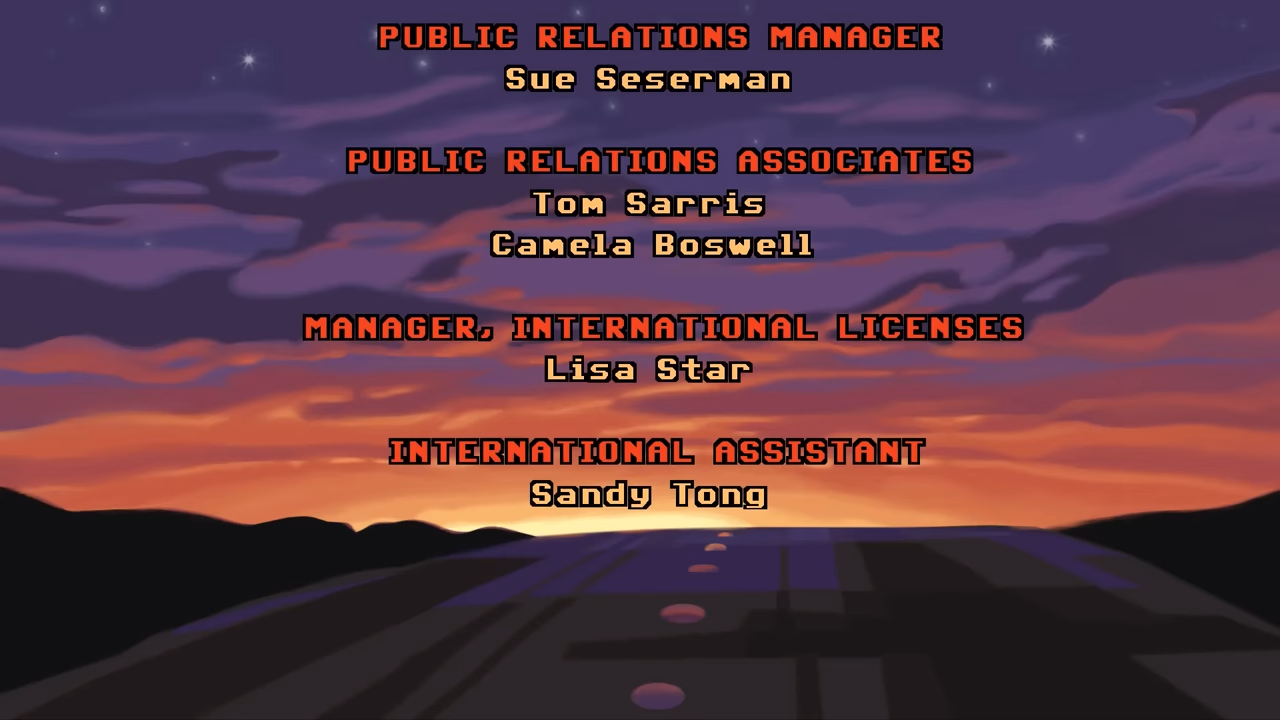 PUBLIC RELATIONS MANAGER
Sue Seserman
PUBLIC RELATIONS ASSOCIATES
Tom Sarris
Camela Boswell
MANAGER, INTERNATIONAL LICENSES
Lisa Star
INTERNATIONAL ASSISTANT
Sandy Tong